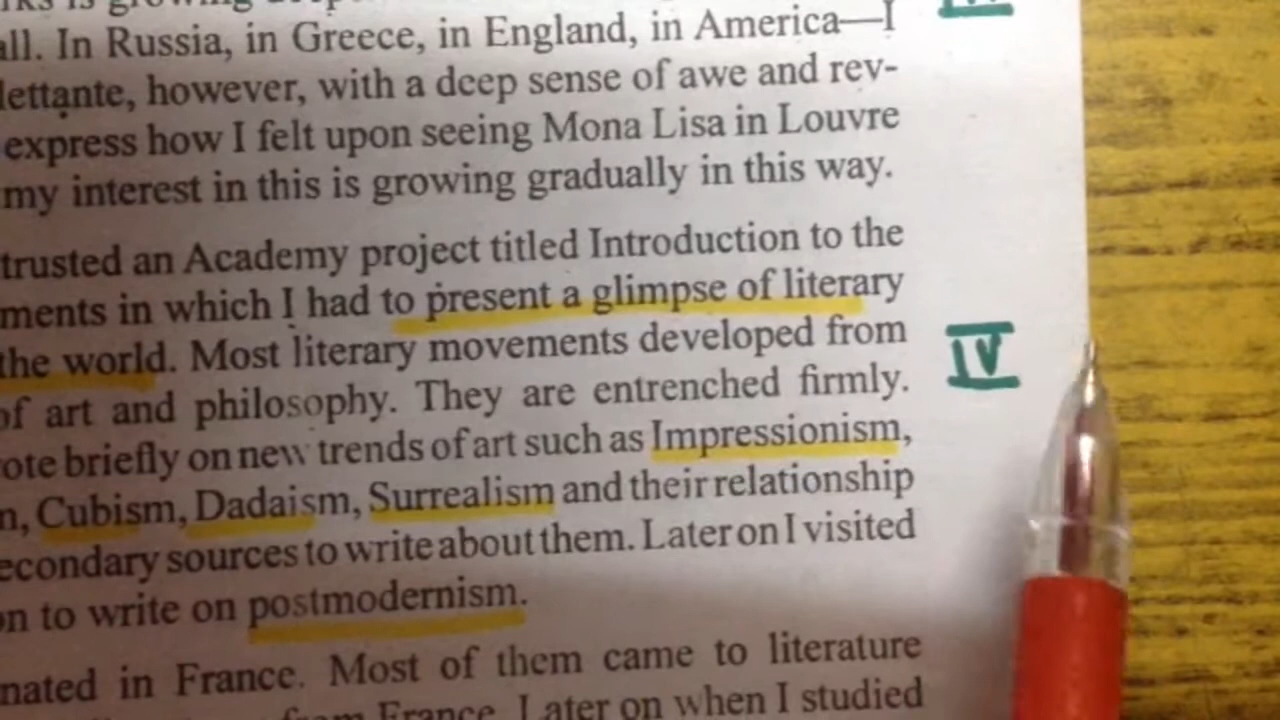 is growing
all. In Russia, in Greece, in England, in America—I
lettante, however, with a deep sense of awe and rev-
express how I felt upon seeing Mona Lisa in Louvre
my interest in this is growing gradually in this way.
trusted an Academy project titled Introduction to the
ments in which I had to present a glimpse of literary
the world. Most literary movements developed from
IV
of art and philosophy. They are entrenched firmly.
ote briefly on new trends of art such as Impressionism,
n, Cubism, Dadaism, Surrealism and their relationship
econdary sources to write about them. Later on I visited
on to write on postmodernism.
nated in France. Most of them came to literature
from France. Later on when I studied